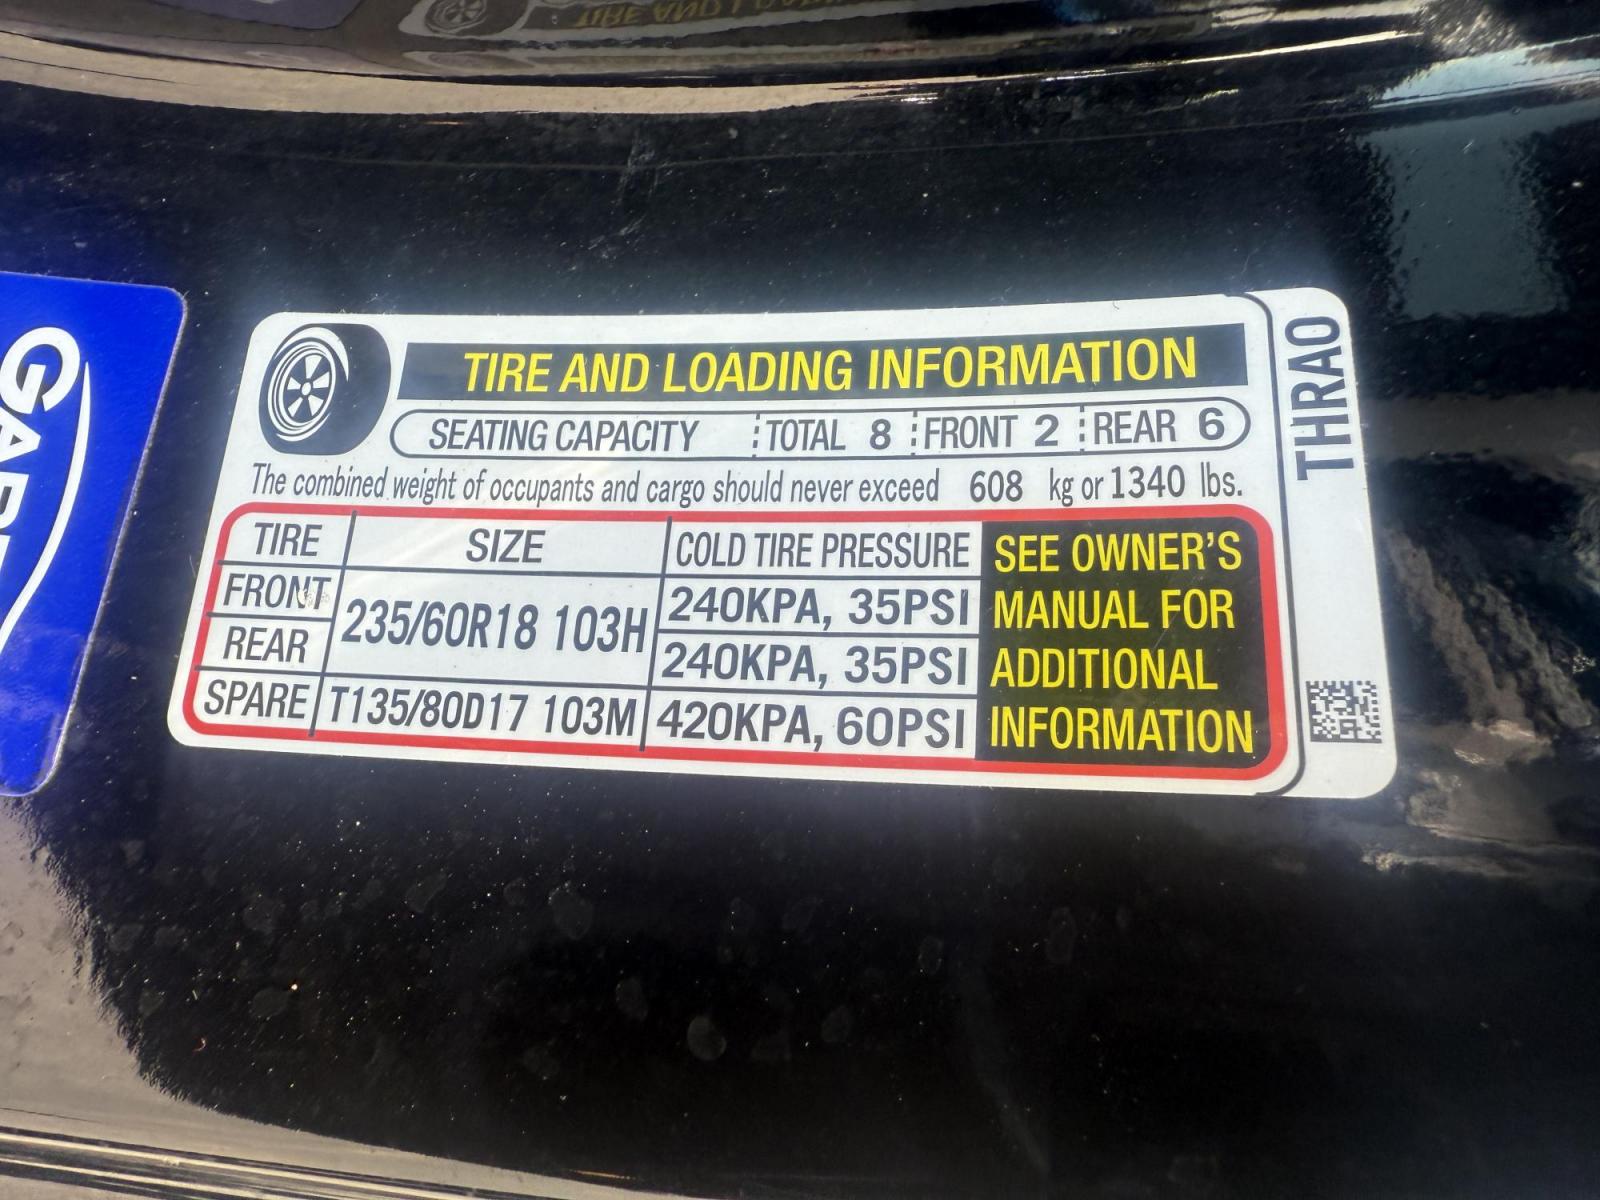 TIRE AND LOADING INFORMATION
SEATING CAPACITY TOTAL 8 FRONT 2 REAR 6
The combined weight of occupants and cargo should never exceed 608 kg or 1340 lbs.
TIRE SIZE COLD TIRE PRESSURE
FRONT 235/60R18 103H 240KPA, 35PSI
REAR 240KPA, 35PSI
SPARE T135/80D17 103M 420KPA, 60PSI
SEE OWNER'S
MANUAL FOR
ADDITIONAL
INFORMATION
THRAO